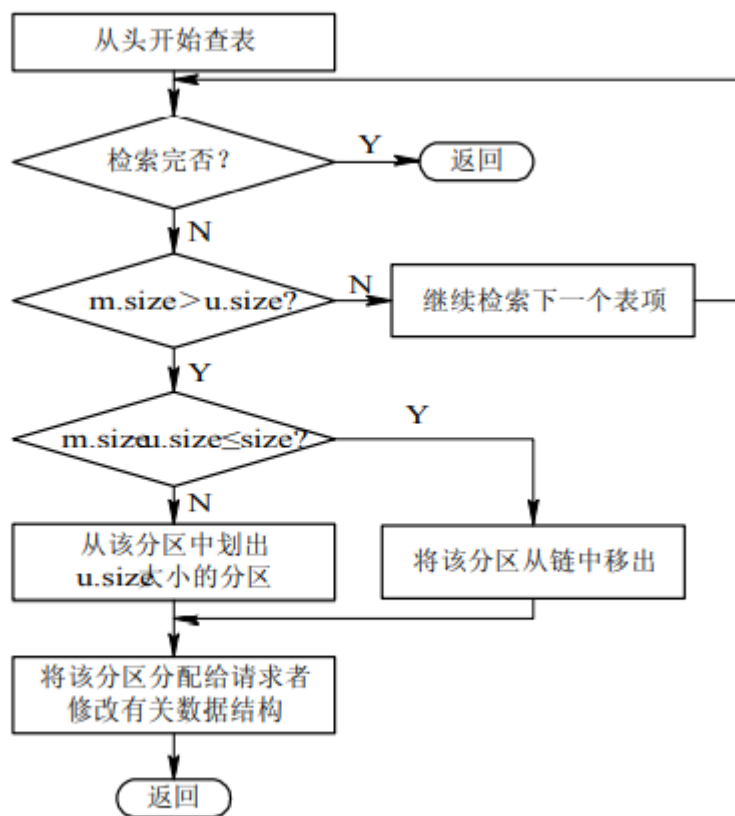 从头开始查表
检索完否？
Y
返回
N
m.size＞u.size?
N
继续检索下一个表项
Y
m.sizeu.size≤size?
Y
N
从该分区中划出
u.size大小的分区
将该分区从链中移出
将该分区分配给请求者
修改有关数据结构
返回